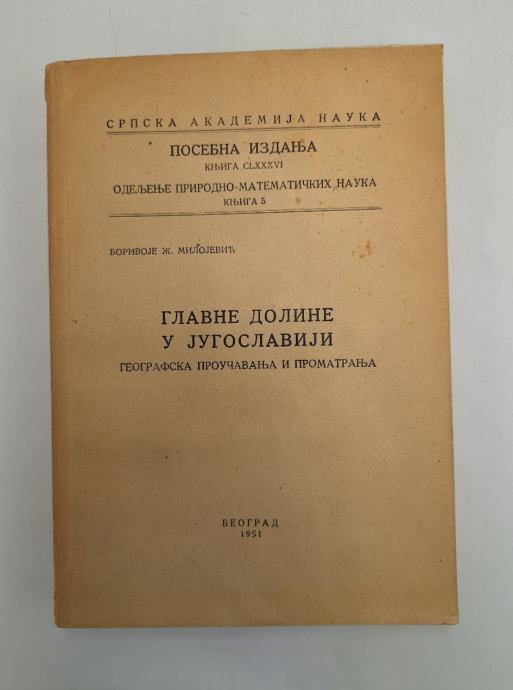 СРПСКА АКАДЕМИЈА НАУКА
ПОСЕБНА ИЗДАЊА
КЊИГА CLXXXVI
ОДЕЉЕЊЕ ПРИРОДНО-МАТЕМАТИЧКИХ НАУКА
КЊИГА 5
БОРИВОЈЕ Ж. МИЛОЈЕВИЋ
ГЛАВНЕ ДОЛИНЕ
У ЈУГОСЛАВИЈИ
ГЕОГРАФСКА ПРОУЧАВАЊА И ПРОМАТРАЊА
БЕОГРАД
1951